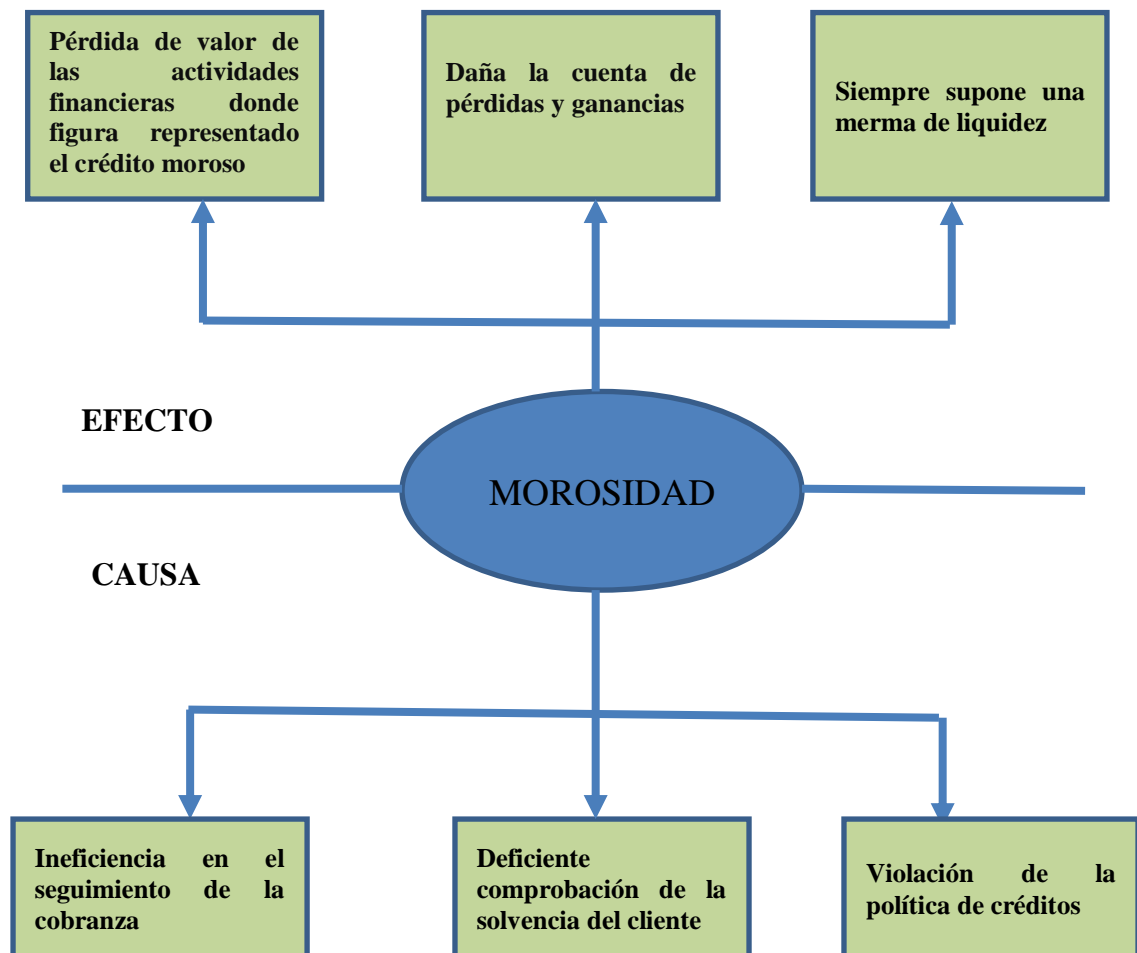 Pérdida de valor de
las actividades
financieras donde
figura representado
el crédito moroso
Daña la cuenta de
pérdidas y ganancias
Siempre supone una
merma de liquidez
EFECTO
MOROSIDAD
CAUSA
Ineficiencia en el
seguimiento de la
cobranza
Deficiente
comprobación de la
solvencia del cliente
Violación de la
política de créditos